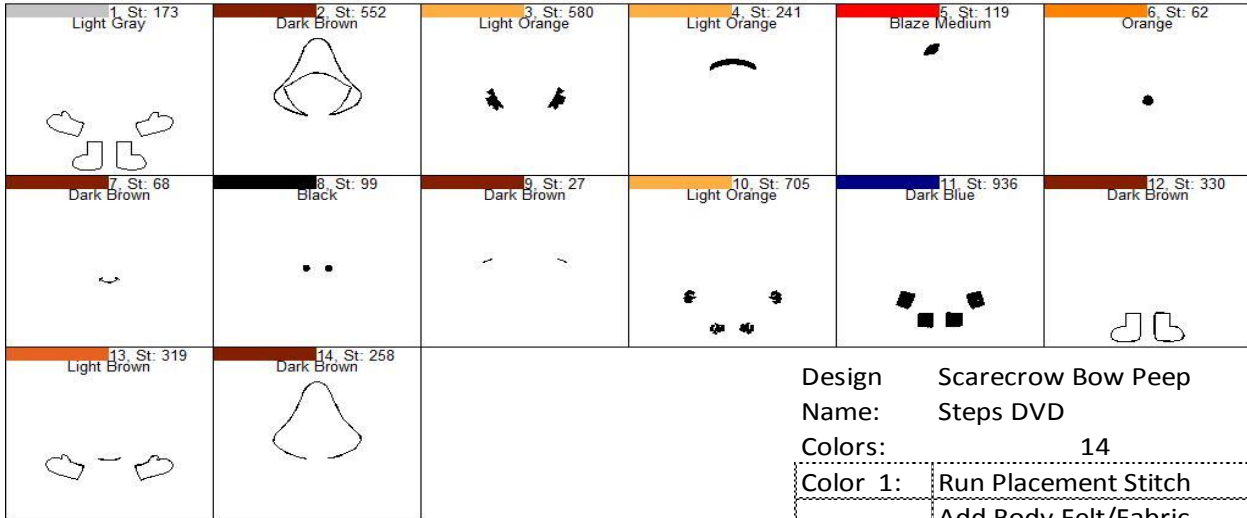 1, St: 173
Light Gray
2, St: 552
Dark Brown
3, St: 580
Light Orange
4, St: 241
Light Orange
5, St: 119
Blaze Medium
6, St: 62
Orange
7, St: 68
Dark Brown
8, St: 99
Black
9, St: 27
Dark Brown
10, St: 705
Light Orange
11, St: 936
Dark Blue
12, St: 330
Dark Brown
13, St: 319
Light Brown
14, St: 258
Dark Brown
Design Scarecrow Bow Peep
Name: Steps DVD
Colors: 14
Color 1: Run Placement Stitch
Add Body Felt/Fabric